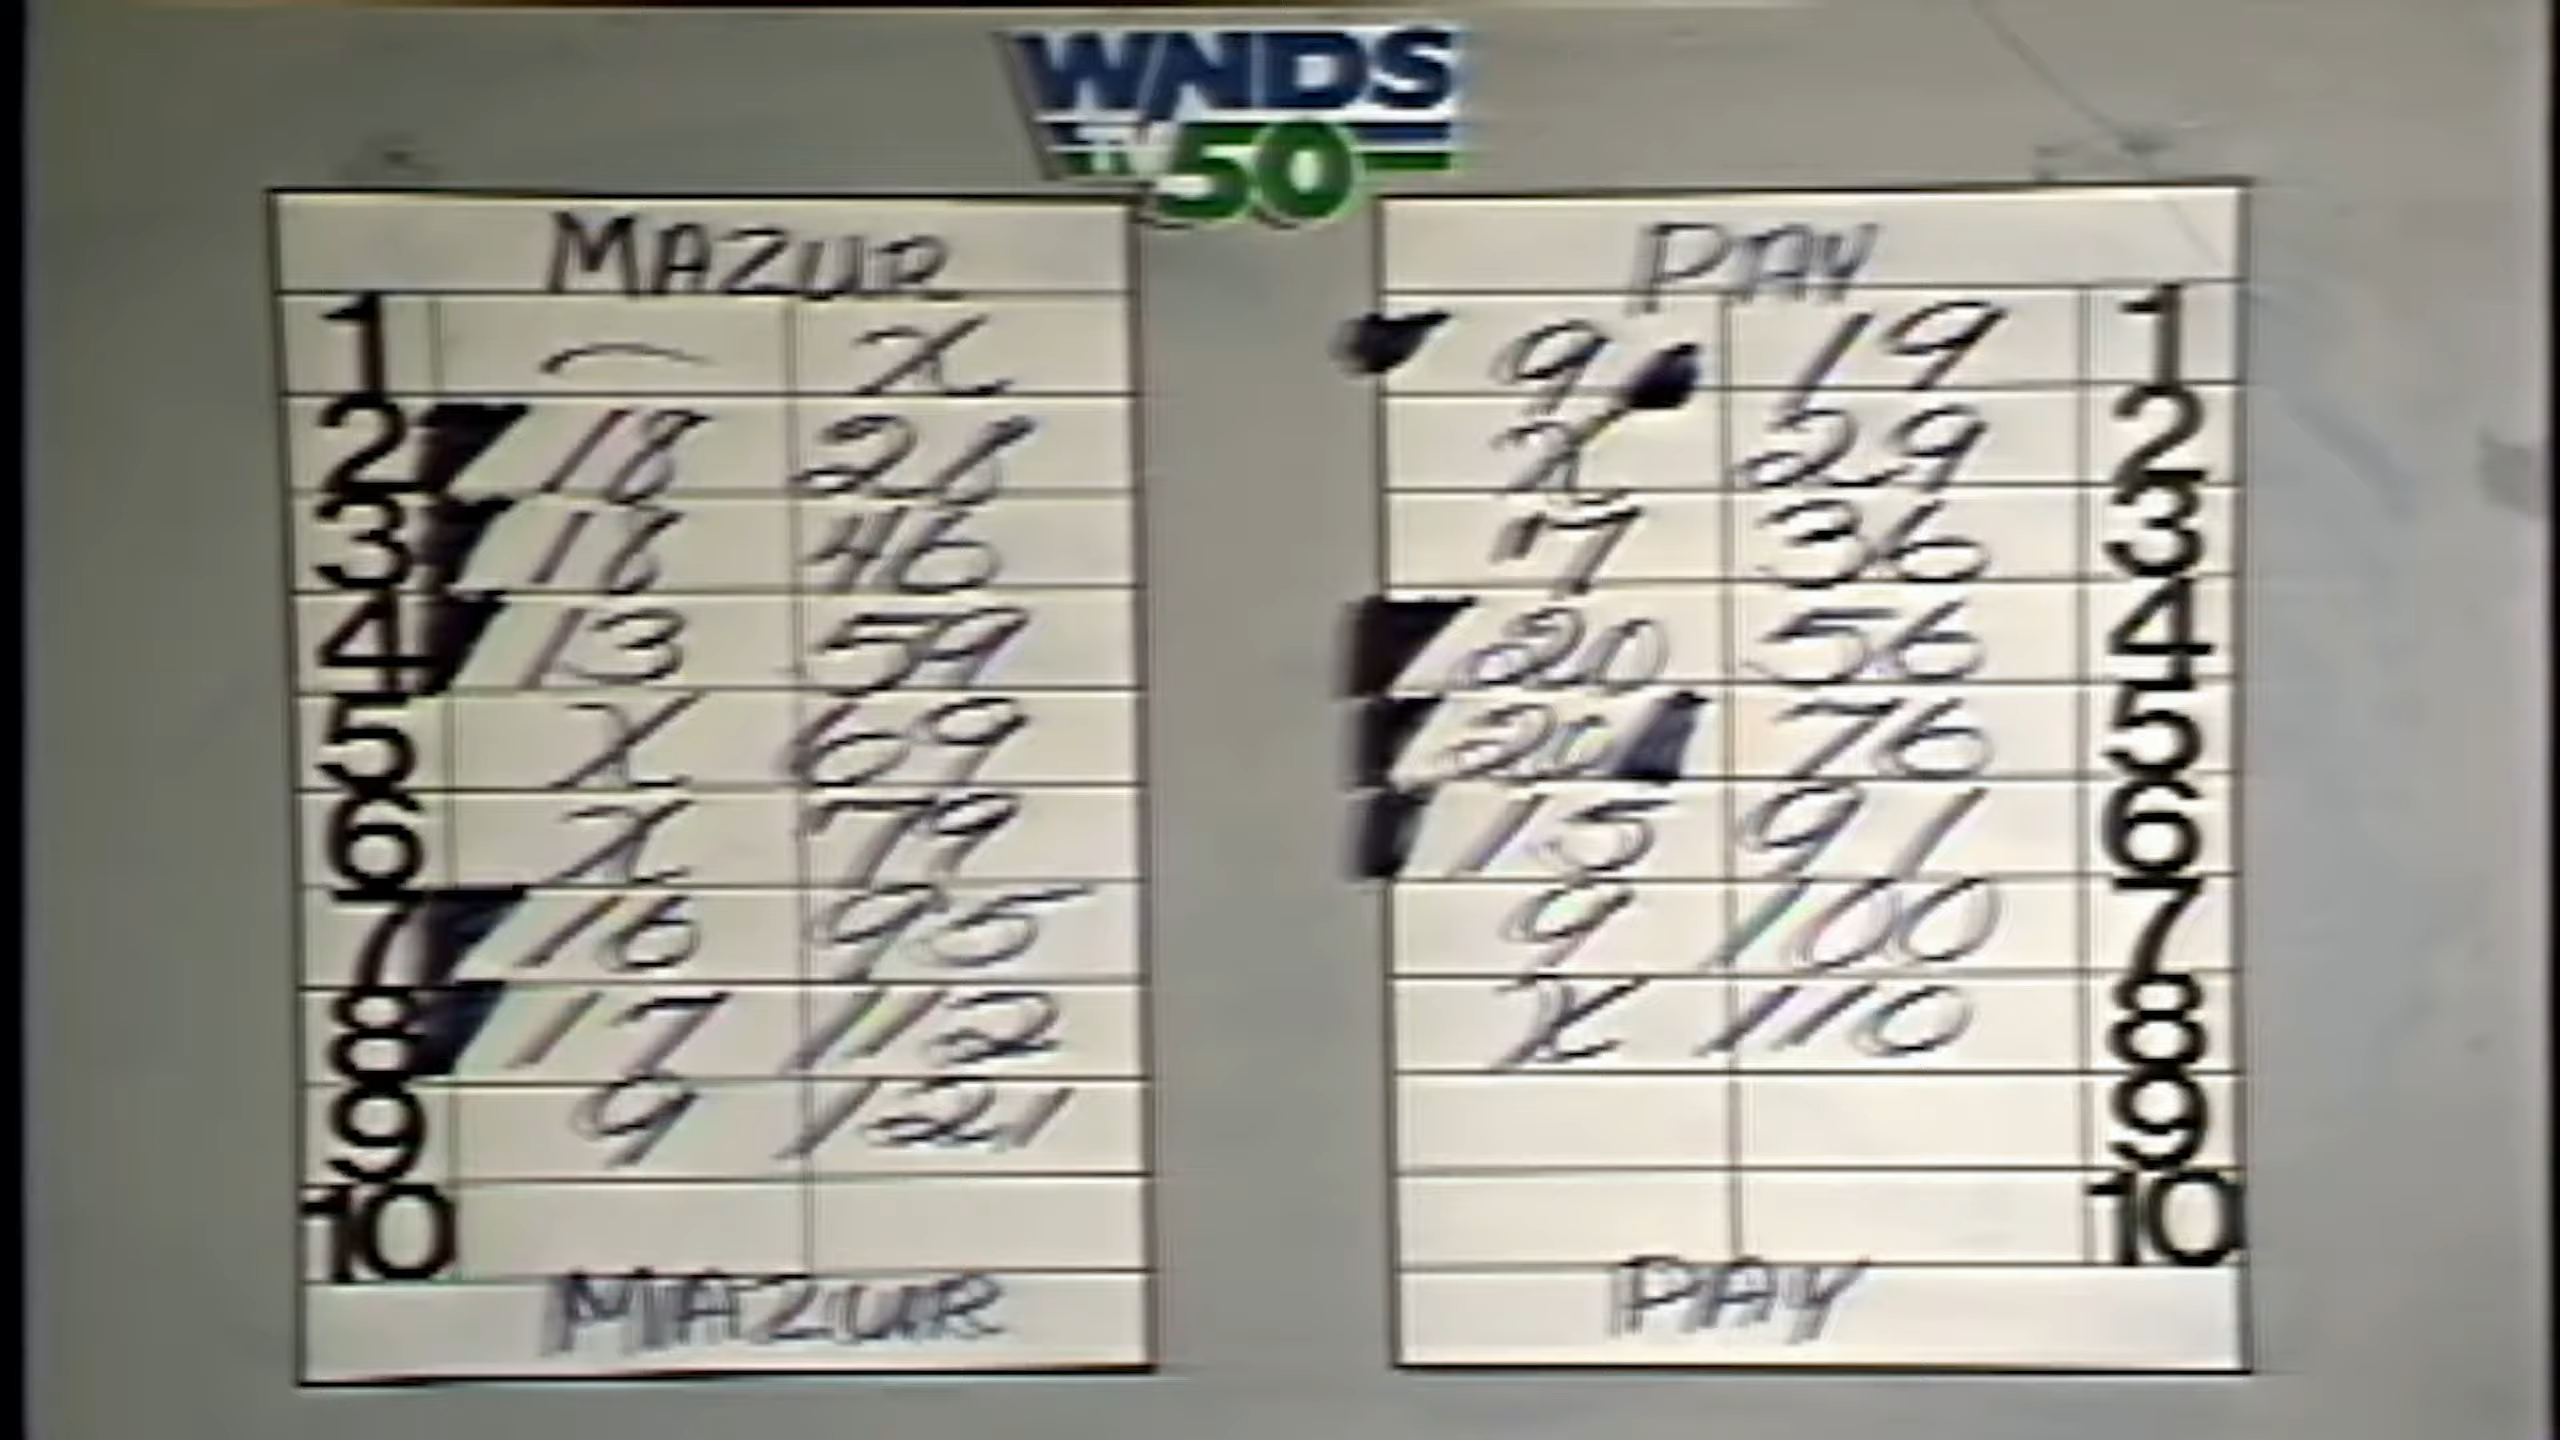 WNDS
TV 50
MAZUR
1 – X
2 18 28
3 18 46
4 13 59
5 X 69
6 X 79
7 16 95
8 17 112
9 9 121
10
MAZUR
PAY
9 19 1
X 29 2
7 36 3
20 56 4
20 76 5
15 91 6
9 100 7
X 110 8
9
10
PAY